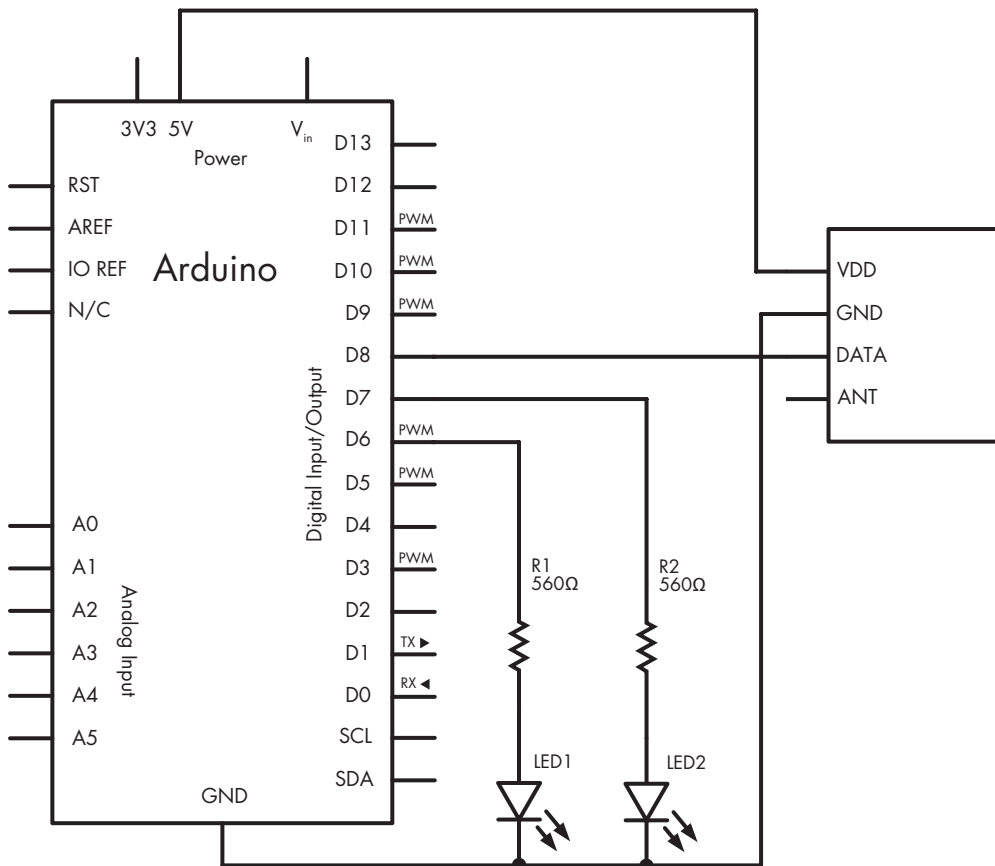 3V3 5V
V in
Power
Arduino
RST
AREF
IO REF
N/C
A0
A1
A2
A3
A4
A5
Analog Input
Digital Input/Output
D13
D12
D11 PWM
D10 PWM
D9 PWM
D8
D7
D6 PWM
D5 PWM
D4
D3 PWM
D2
D1 TX ►
D0 RX ◄
SCL
SDA
GND
R1
560Ω
R2
560Ω
LED1
LED2
VDD
GND
DATA
ANT